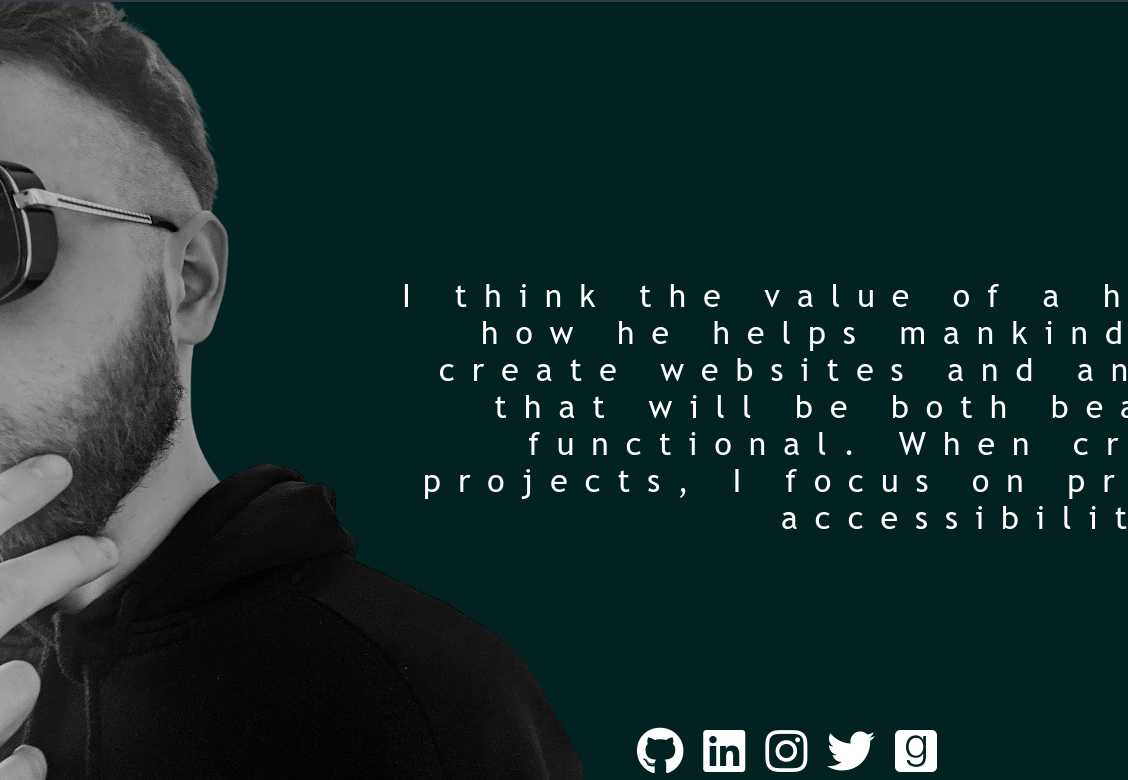 I think the value of a h
how he helps mankind
create websites and an
that will be both bea
functional. When cr
projects, I focus on pr
accessibilit
in g